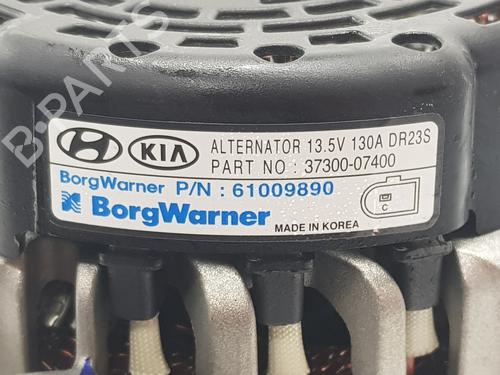 B-PARTS
KIA
ALTERNATOR 13.5V 130A DR23S
PART NO : 37300-07400
BorgWarner P/N : 61009890
BorgWarner
C
MADE IN KOREA